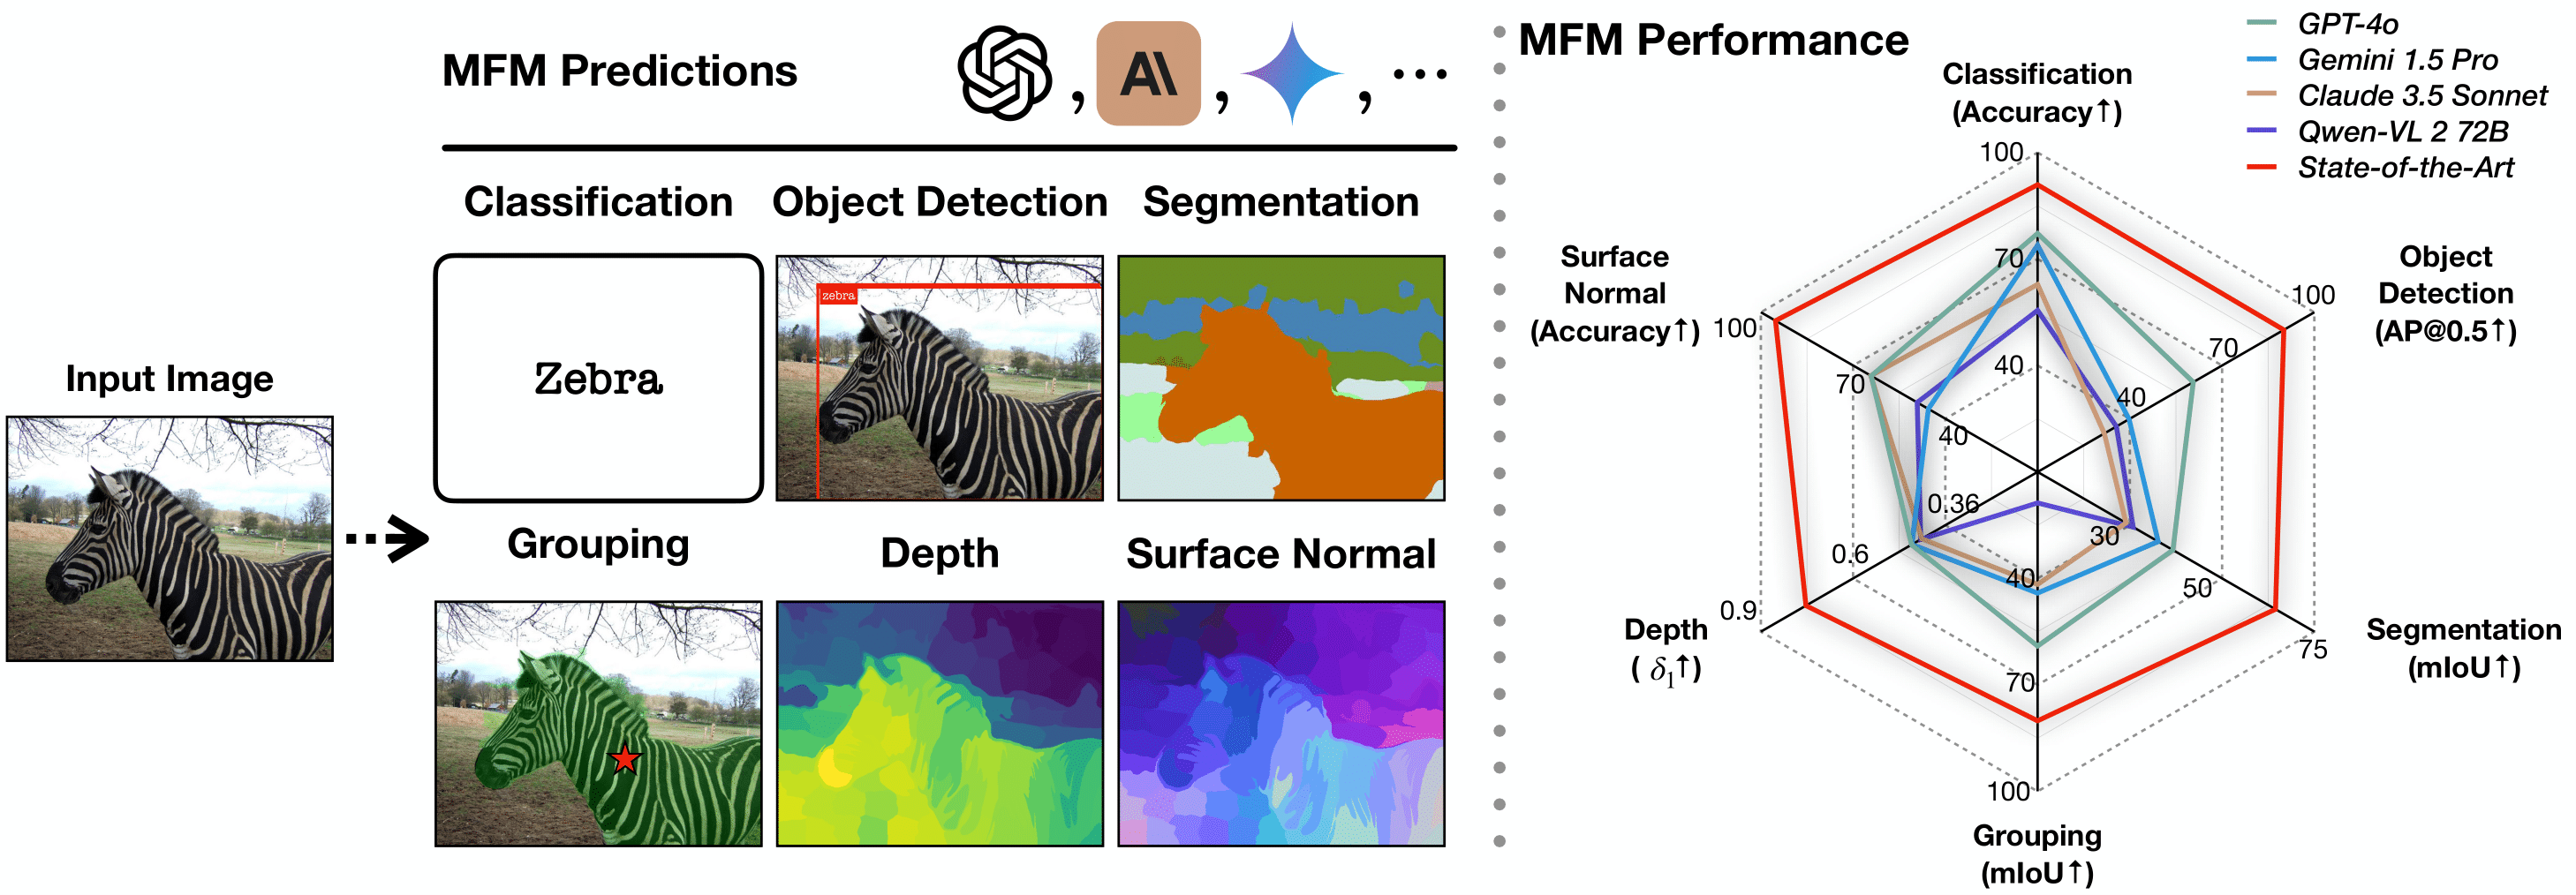 MFM Predictions
A\
, , , ...
Input Image
Classification
Object Detection
Segmentation
Zebra
zebra
Grouping
Depth
Surface Normal
MFM Performance
GPT-4o
Gemini 1.5 Pro
Claude 3.5 Sonnet
Qwen-VL 2 72B
State-of-the-Art
Classification
(Accuracy↑)
100
70
40
Object
Detection
(AP@0.5↑)
100
70
40
Segmentation
(mIoU↑)
30
50
75
Grouping
(mIoU↑)
40
70
100
Depth
( δ₁↑)
0.36
0.6
0.9
Surface
Normal
(Accuracy↑)
100
70
40